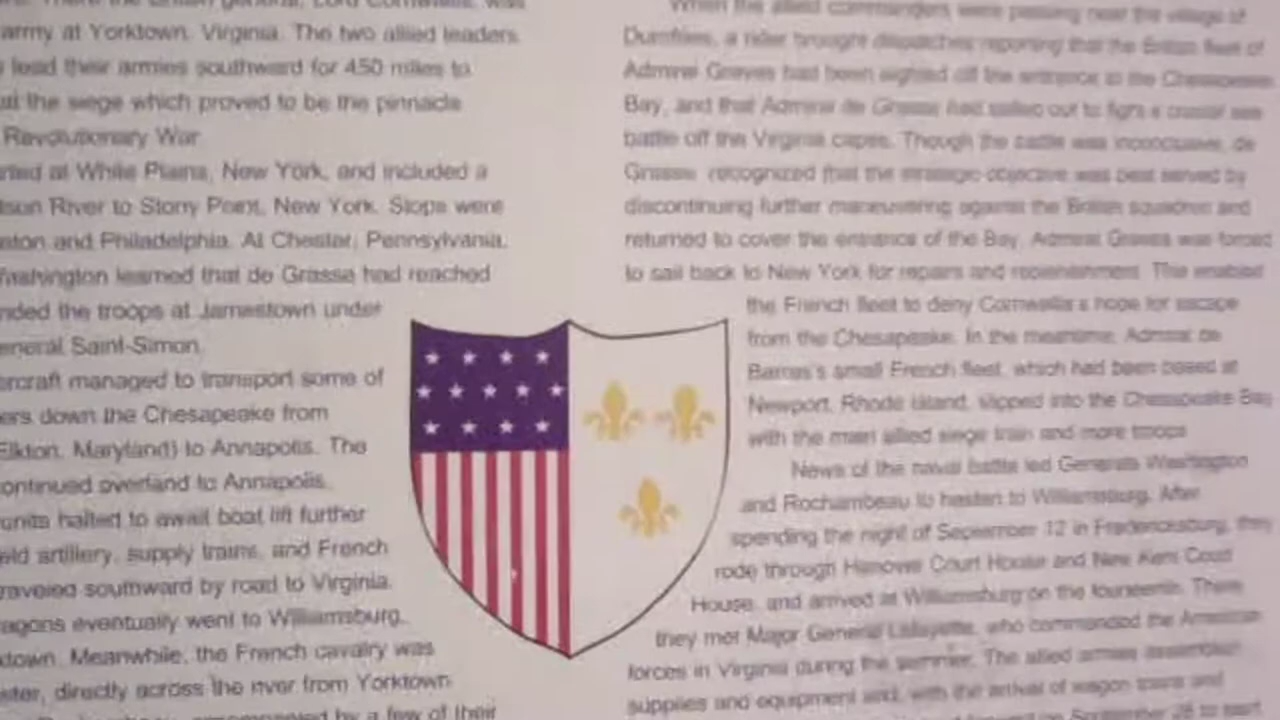 army at Yorktown, Virginia. The two allied leaders
lead their armies southward for 450 miles to
the siege which proved to be the pinnacle
Revolutionary War
at White Plains, New York, and included a
River to Stony Point, New York. Stops were
and Philadelphia. At Chester, Pennsylvania,
Washington learned that de Grasse had reached
the troops at Jamestown under
Saint-Simon.
managed to transport some of
down the Chesapeake from
Elkton, Maryland) to Annapolis. The
continued overland to Annapolis.
units halted to await boat lift further
artillery, supply trains, and French
traveled southward by road to Virginia.
eventually went to Williamsburg,
Meanwhile, the French cavalry was
directly across the river from Yorktown
accompanied by a few of their
When the allied commanders were passing near the village of
Dumfries, a rider brought dispatches reporting that the British fleet of
Admiral Graves had been sighted off the entrance to the Chesapeake
Bay, and that Admiral de Grasse had sailed out to fight a crucial sea
battle off the Virginia capes. Though the battle was inconclusive, de
Grasse recognized that the strategic objective was best served by
discontinuing further maneuvering against the British squadron and
returned to cover the entrance of the Bay. Admiral Graves was forced
to sail back to New York for repairs and replenishment. This enabled
the French fleet to deny Cornwallis's hope for escape
from the Chesapeake. In the meantime, Admiral de
Barras's small French fleet, which had been based at
Newport, Rhode Island, slipped into the Chesapeake Bay
with the main allied siege train and more troops.
News of the naval battle led Generals Washington
and Rochambeau to hasten to Williamsburg. After
spending the night of September 12 in Fredericksburg, they
rode through Hanover Court House and New Kent Court
House, and arrived at Williamsburg on the fourteenth. There
they met Major General Lafayette, who commanded the American
forces in Virginia during the summer. The allied armies assembled
supplies and equipment and, with the arrival of wagon trains and
September 28 to start